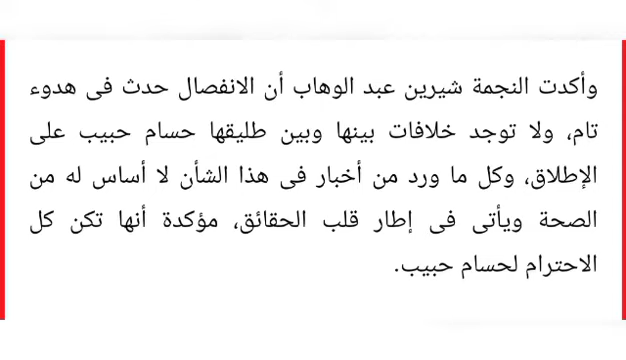 وأكدت النجمة شيرين عبد الوهاب أن الانفصال حدث فى هدوء
تام، ولا توجد خلافات بينها وبين طليقها حسام حبيب على
الإطلاق، وكل ما ورد من أخبار فى هذا الشأن لا أساس له من
الصحة ويأتى فى إطار قلب الحقائق، مؤكدة أنها تكن كل
الاحترام لحسام حبيب.